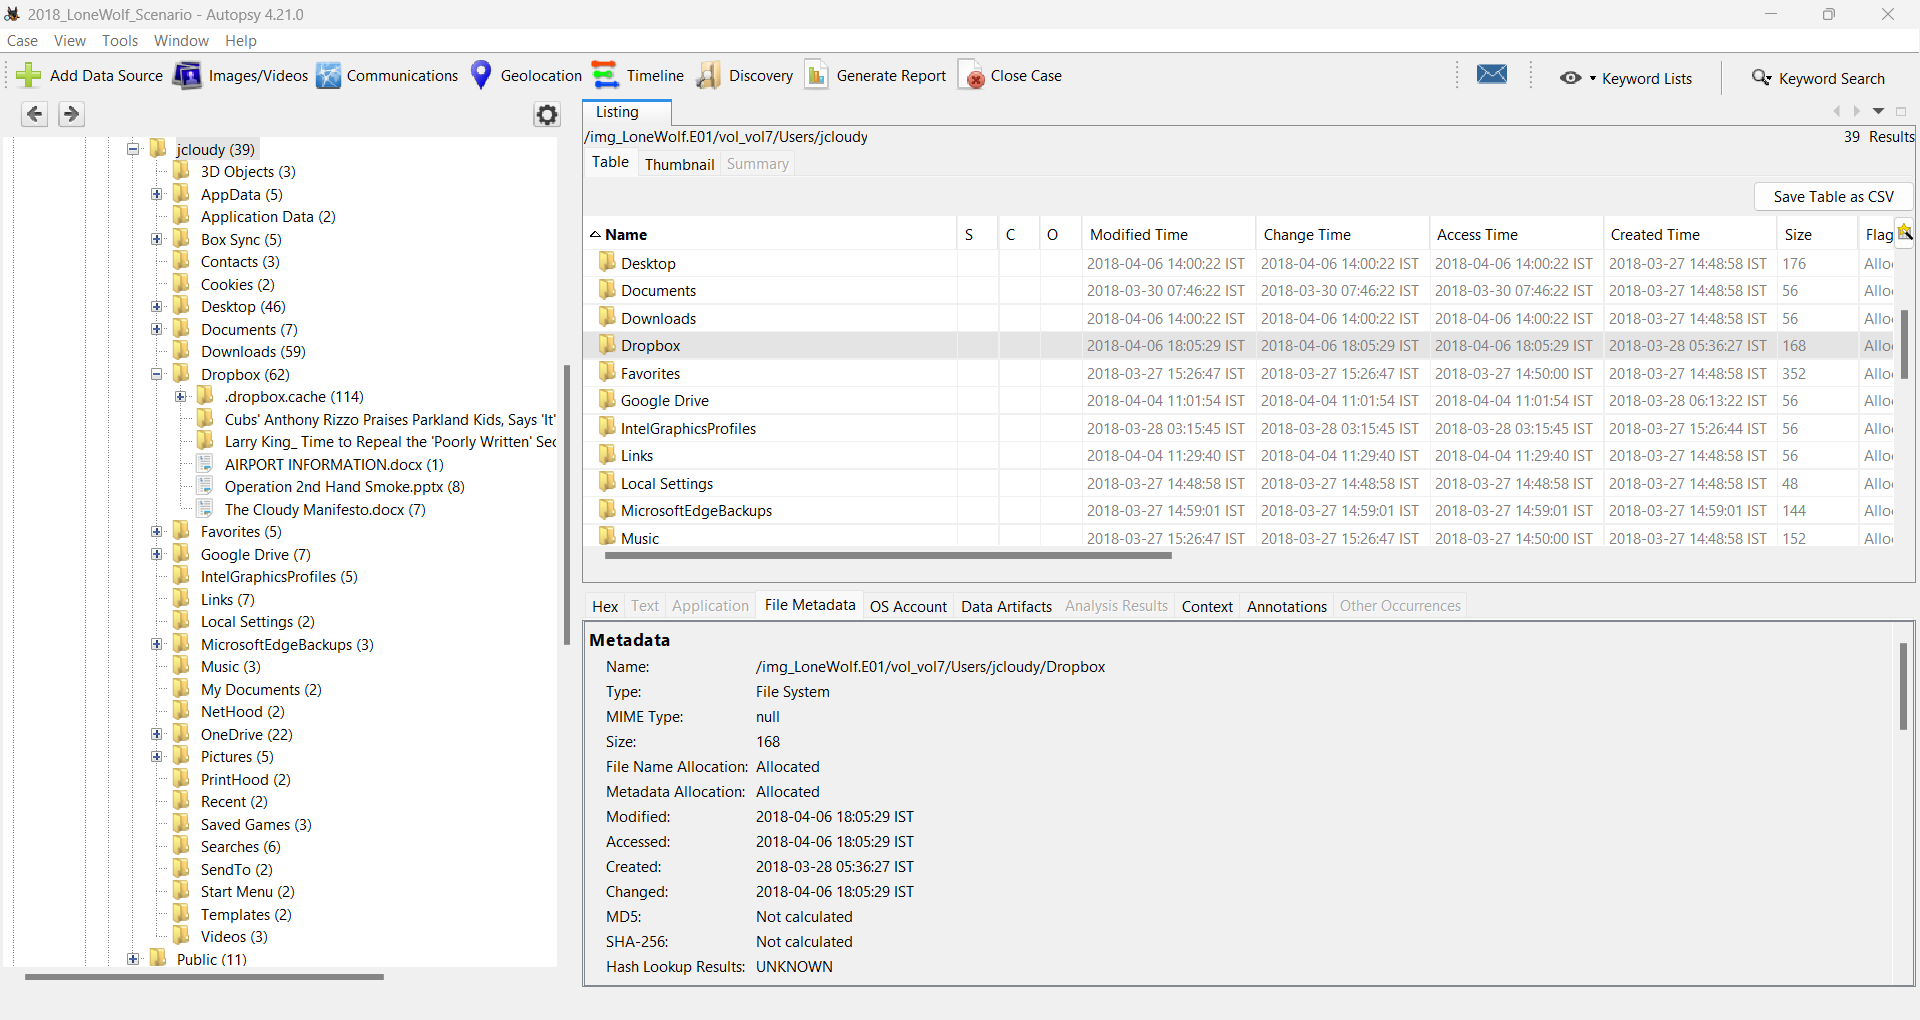 2018_LoneWolf_Scenario - Autopsy 4.21.0
Case View Tools Window Help
Add Data Source Images/Videos Communications Geolocation Timeline Discovery Generate Report Close Case Keyword Lists Keyword Search
jcloudy (39)
3D Objects (3)
AppData (5)
Application Data (2)
Box Sync (5)
Contacts (3)
Cookies (2)
Desktop (46)
Documents (7)
Downloads (59)
Dropbox (62)
.dropbox.cache (114)
Cubs' Anthony Rizzo Praises Parkland Kids, Says 'It'
Larry King_ Time to Repeal the 'Poorly Written' Sec
AIRPORT INFORMATION.docx (1)
Operation 2nd Hand Smoke.pptx (8)
The Cloudy Manifesto.docx (7)
Favorites (5)
Google Drive (7)
IntelGraphicsProfiles (5)
Links (7)
Local Settings (2)
MicrosoftEdgeBackups (3)
Music (3)
My Documents (2)
NetHood (2)
OneDrive (22)
Pictures (5)
PrintHood (2)
Recent (2)
Saved Games (3)
Searches (6)
SendTo (2)
Start Menu (2)
Templates (2)
Videos (3)
Public (11)
Listing
/img_LoneWolf.E01/vol_vol7/Users/jcloudy 39 Results
Table Thumbnail Summary
Save Table as CSV
Name S C O Modified Time Change Time Access Time Created Time Size Flag
Desktop 2018-04-06 14:00:22 IST 2018-04-06 14:00:22 IST 2018-04-06 14:00:22 IST 2018-03-27 14:48:58 IST 176 Allo
Documents 2018-03-30 07:46:22 IST 2018-03-30 07:46:22 IST 2018-03-30 07:46:22 IST 2018-03-27 14:48:58 IST 56 Allo
Downloads 2018-04-06 14:00:22 IST 2018-04-06 14:00:22 IST 2018-04-06 14:00:22 IST 2018-03-27 14:48:58 IST 56 Allo
Dropbox 2018-04-06 18:05:29 IST 2018-04-06 18:05:29 IST 2018-04-06 18:05:29 IST 2018-03-28 05:36:27 IST 168 Allo
Favorites 2018-03-27 15:26:47 IST 2018-03-27 15:26:47 IST 2018-03-27 14:50:00 IST 2018-03-27 14:48:58 IST 352 Allo
Google Drive 2018-04-04 11:01:54 IST 2018-04-04 11:01:54 IST 2018-04-04 11:01:54 IST 2018-03-28 06:13:22 IST 56 Allo
IntelGraphicsProfiles 2018-03-28 03:15:45 IST 2018-03-28 03:15:45 IST 2018-03-28 03:15:45 IST 2018-03-27 15:26:44 IST 56 Allo
Links 2018-04-04 11:29:40 IST 2018-04-04 11:29:40 IST 2018-04-04 11:29:40 IST 2018-03-27 14:48:58 IST 56 Allo
Local Settings 2018-03-27 14:48:58 IST 2018-03-27 14:48:58 IST 2018-03-27 14:48:58 IST 2018-03-27 14:48:58 IST 48 Allo
MicrosoftEdgeBackups 2018-03-27 14:59:01 IST 2018-03-27 14:59:01 IST 2018-03-27 14:59:01 IST 2018-03-27 14:59:01 IST 144 Allo
Music 2018-03-27 15:26:47 IST 2018-03-27 15:26:47 IST 2018-03-27 14:50:00 IST 2018-03-27 14:48:58 IST 152 Allo
Hex Text Application File Metadata OS Account Data Artifacts Analysis Results Context Annotations Other Occurrences
Metadata
Name: /img_LoneWolf.E01/vol_vol7/Users/jcloudy/Dropbox
Type: File System
MIME Type: null
Size: 168
File Name Allocation: Allocated
Metadata Allocation: Allocated
Modified: 2018-04-06 18:05:29 IST
Accessed: 2018-04-06 18:05:29 IST
Created: 2018-03-28 05:36:27 IST
Changed: 2018-04-06 18:05:29 IST
MD5: Not calculated
SHA-256: Not calculated
Hash Lookup Results: UNKNOWN